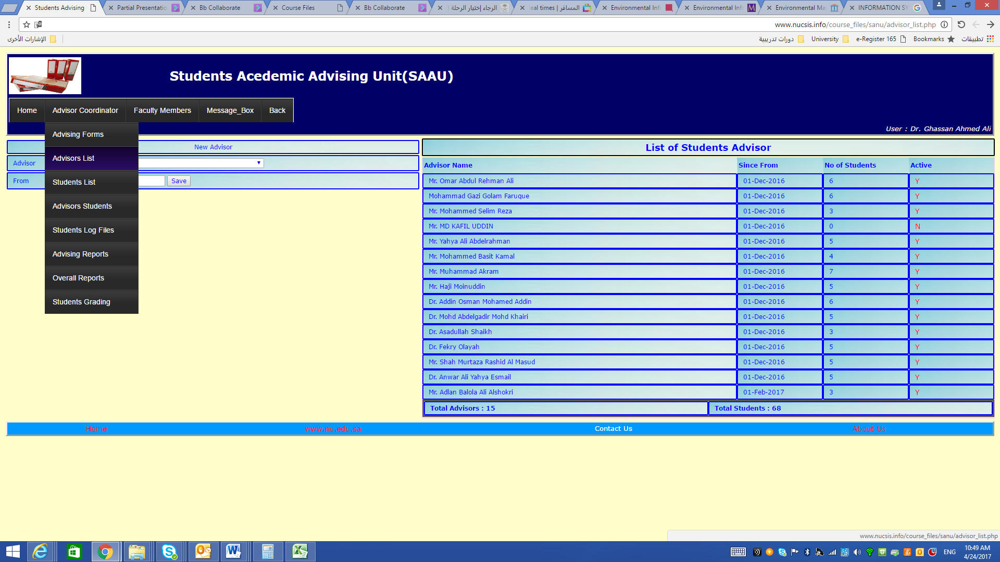 Students Advising
Partial Presentatio
Bb Collaborate
Course Files
Bb Collaborate
الرجاء إختيار الرحلة
المسافر | eal times
Environmental Inf
Environmental Inf
Environmental Ma
INFORMATION SY
www.nucsis.info/course_files/sanu/advisor_list.php
الإشارات الأخرى
دورات تدريبية
University
e-Register 165
Bookmarks
تطبيقات
Students Acedemic Advising Unit(SAAU)
Home Advisor Coordinator Faculty Members Message_Box Back
User : Dr. Ghassan Ahmed Ali
Advising Forms
Advisors List
Students List
Advisors Students
Students Log Files
Advising Reports
Overall Reports
Students Grading
New Advisor
Advisor
From Save
List of Students Advisor
Advisor Name Since From No of Students Active
Mr. Omar Abdul Rehman Ali 01-Dec-2016 6 Y
Mohammad Gazi Golam Faruque 01-Dec-2016 6 Y
Mr. Mohammed Selim Reza 01-Dec-2016 3 Y
Mr. MD KAFIL UDDIN 01-Dec-2016 0 N
Mr. Yahya Ali Abdelrahman 01-Dec-2016 5 Y
Mr. Mohammed Basit Kamal 01-Dec-2016 4 Y
Mr. Muhammad Akram 01-Dec-2016 7 Y
Mr. Haji Moinuddin 01-Dec-2016 5 Y
Dr. Addin Osman Mohamed Addin 01-Dec-2016 6 Y
Dr. Mohd Abdelgadir Mohd Khairi 01-Dec-2016 5 Y
Dr. Asadullah Shaikh 01-Dec-2016 3 Y
Dr. Fekry Olayah 01-Dec-2016 5 Y
Mr. Shah Murtaza Rashid Al Masud 01-Dec-2016 5 Y
Dr. Anwar Ali Yahya Esmail 01-Dec-2016 5 Y
Mr. Adlan Balola Ali Alshokri 01-Feb-2017 3 Y
Total Advisors : 15 Total Students : 68
Home www.nu.edu.sa Contact Us About Us
www.nucsis.info/course_files/sanu/advisor_list.php
ENG
10:49 AM
4/24/2017